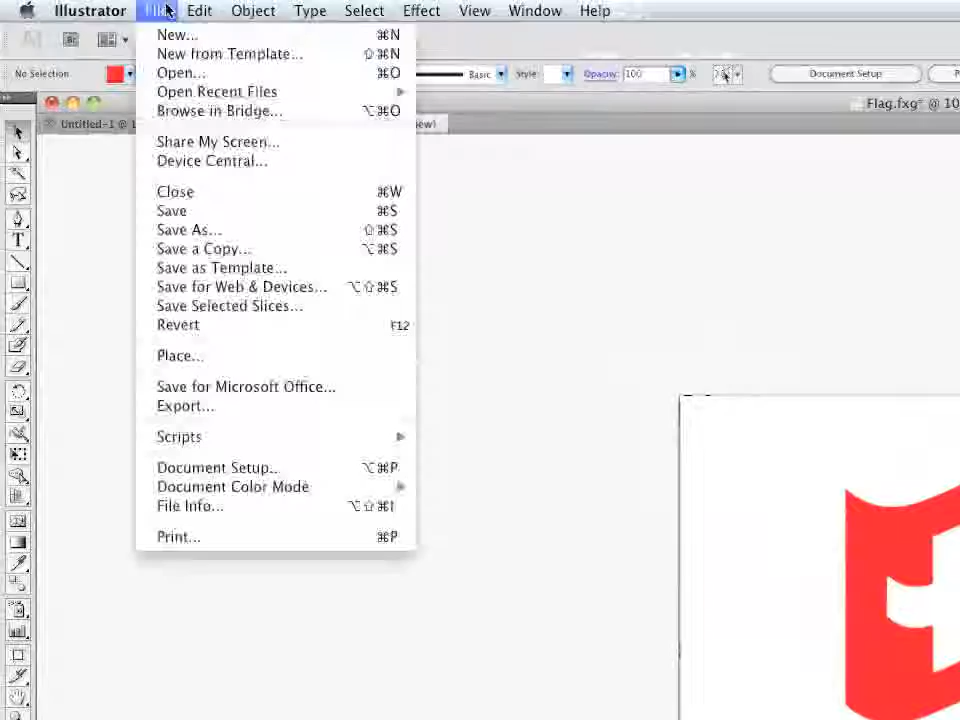 Illustrator File Edit Object Type Select Effect View Window Help
No Selection Basic Style: Opacity: 100 % Document Setup
Flag.fxg* @ 10
Untitled-1 @
New... ⌘N
New from Template... ⇧⌘N
Open... ⌘O
Open Recent Files
Browse in Bridge... ⌥⌘O
Share My Screen...
Device Central...
Close ⌘W
Save ⌘S
Save As... ⇧⌘S
Save a Copy... ⌥⌘S
Save as Template...
Save for Web & Devices... ⌥⇧⌘S
Save Selected Slices...
Revert F12
Place...
Save for Microsoft Office...
Export...
Scripts
Document Setup... ⌥⌘P
Document Color Mode
File Info... ⌥⇧⌘I
Print... ⌘P